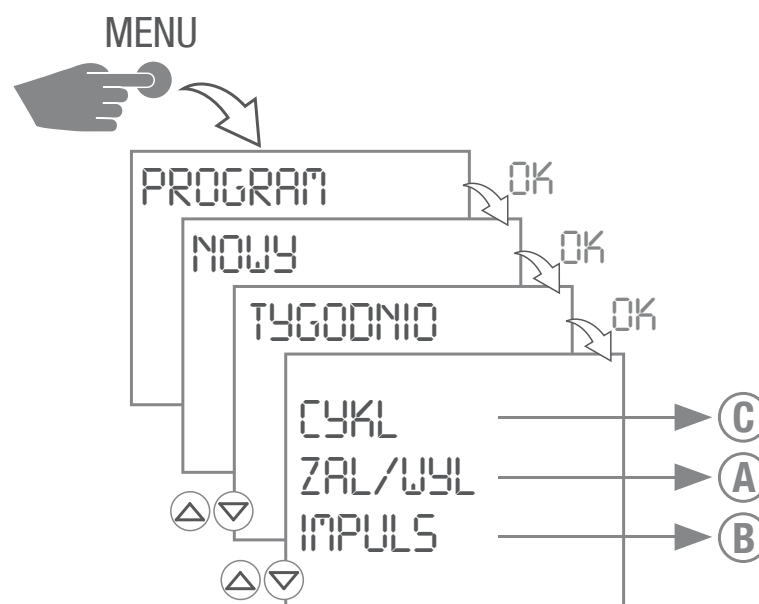 MENU
PROGRAM OK
NOWY OK
TYGODNIO OK
CYKL C
ZAL/WYL A
IMPULS B